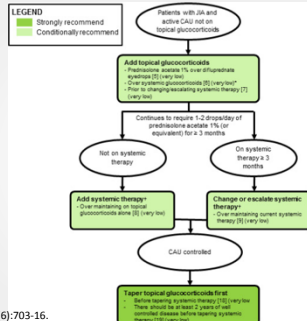 LEGEND
Strongly recommend
Conditionally recommend
Patients with JIA and
active CAU not on
topical glucocorticoids
Add topical glucocorticoids
- Prednisolone acetate 1% over difluprednate
eyedrops [5] (very low)
- Over systemic glucocorticoids [6] (very low)*
- Prior to changing/escalating systemic therapy [7]
(very low)
Continues to require 1-2 drops/day of
prednisolone acetate 1% (or
equivalent) for ≥ 3 months
Not on systemic
therapy
On systemic
therapy ≥ 3
months
Add systemic therapy+
- Over maintaining on topical
glucocorticoids alone [8] (very low)
Change or escalate systemic
therapy+
- Over maintaining current systemic
therapy [9] (very low)
CAU controlled
Taper topical glucocorticoids first
- Before tapering systemic therapy [18] (very low
- There should be at least 2 years of well
controlled disease before tapering systemic
therapy [19] (very low)
6):703-16.